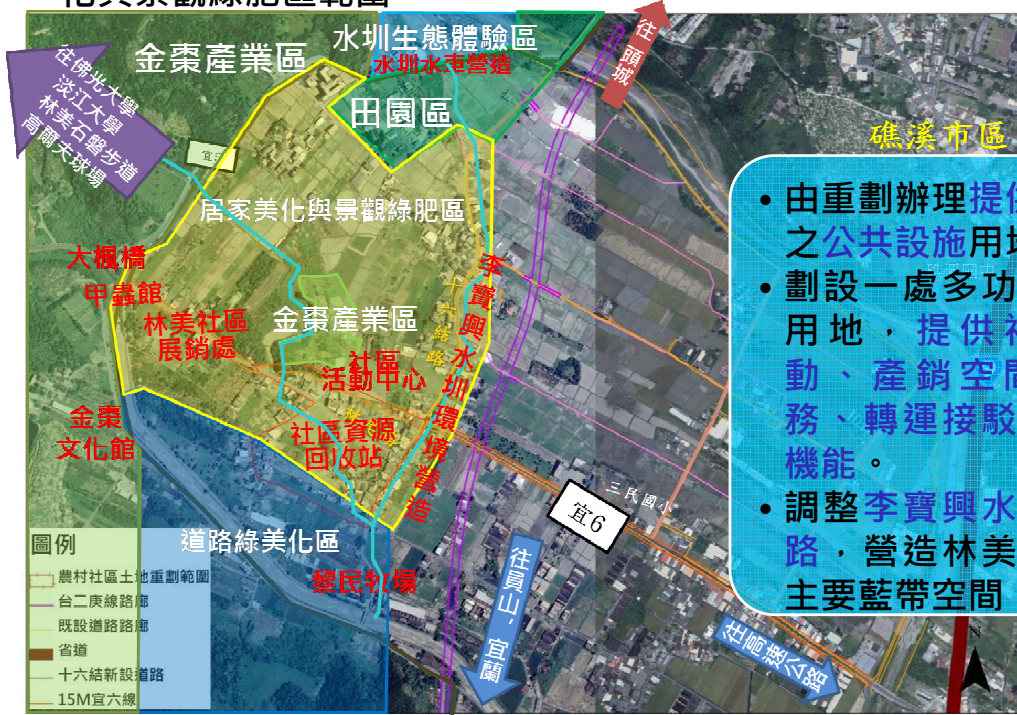 化與景觀綠肥區範圍
水圳生態體驗區
水圳水車營造
金棗產業區
往頭城
往佛光大學
淡江大學
林美石磐步道
高爾夫球場
田園區
礁溪市區
居家美化與景觀綠肥區
大楓橋
甲蟲館
林美社區
展銷處
金棗產業區
十六結路
李寶興水圳環境營造
社區
活動中心
金棗
文化館
社區資源
回收站
三民國小
宜6
道路綠美化區
黎民牧場
往員山，宜蘭
往高速公路
• 由重劃辦理提供
之公共設施用地
• 劃設一處多功
用地，提供社
動、產銷空間
務、轉運接駁
機能。
• 調整李寶興水
路，營造林美
主要藍帶空間
圖例
農村社區土地重劃範圍
台二庚線路廊
既設道路路廊
省道
十六結新設道路
15M宜六線
N